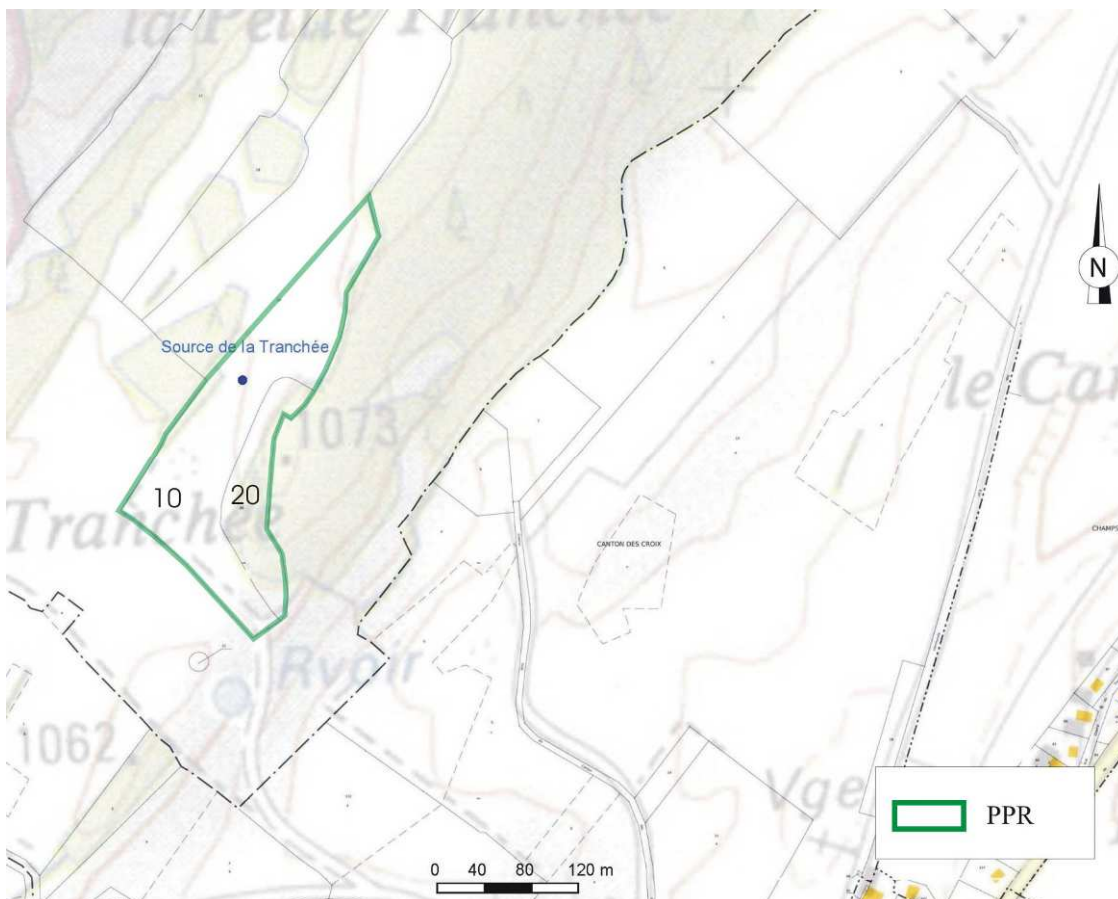 la Petite Tranchée
Source de la Tranchée
le Ca
1073
10
20
Tranchée
CANTON DES CROIX
CHAMPS
N
Rvoir
1062
Vge
PPR
0 40 80 120 m